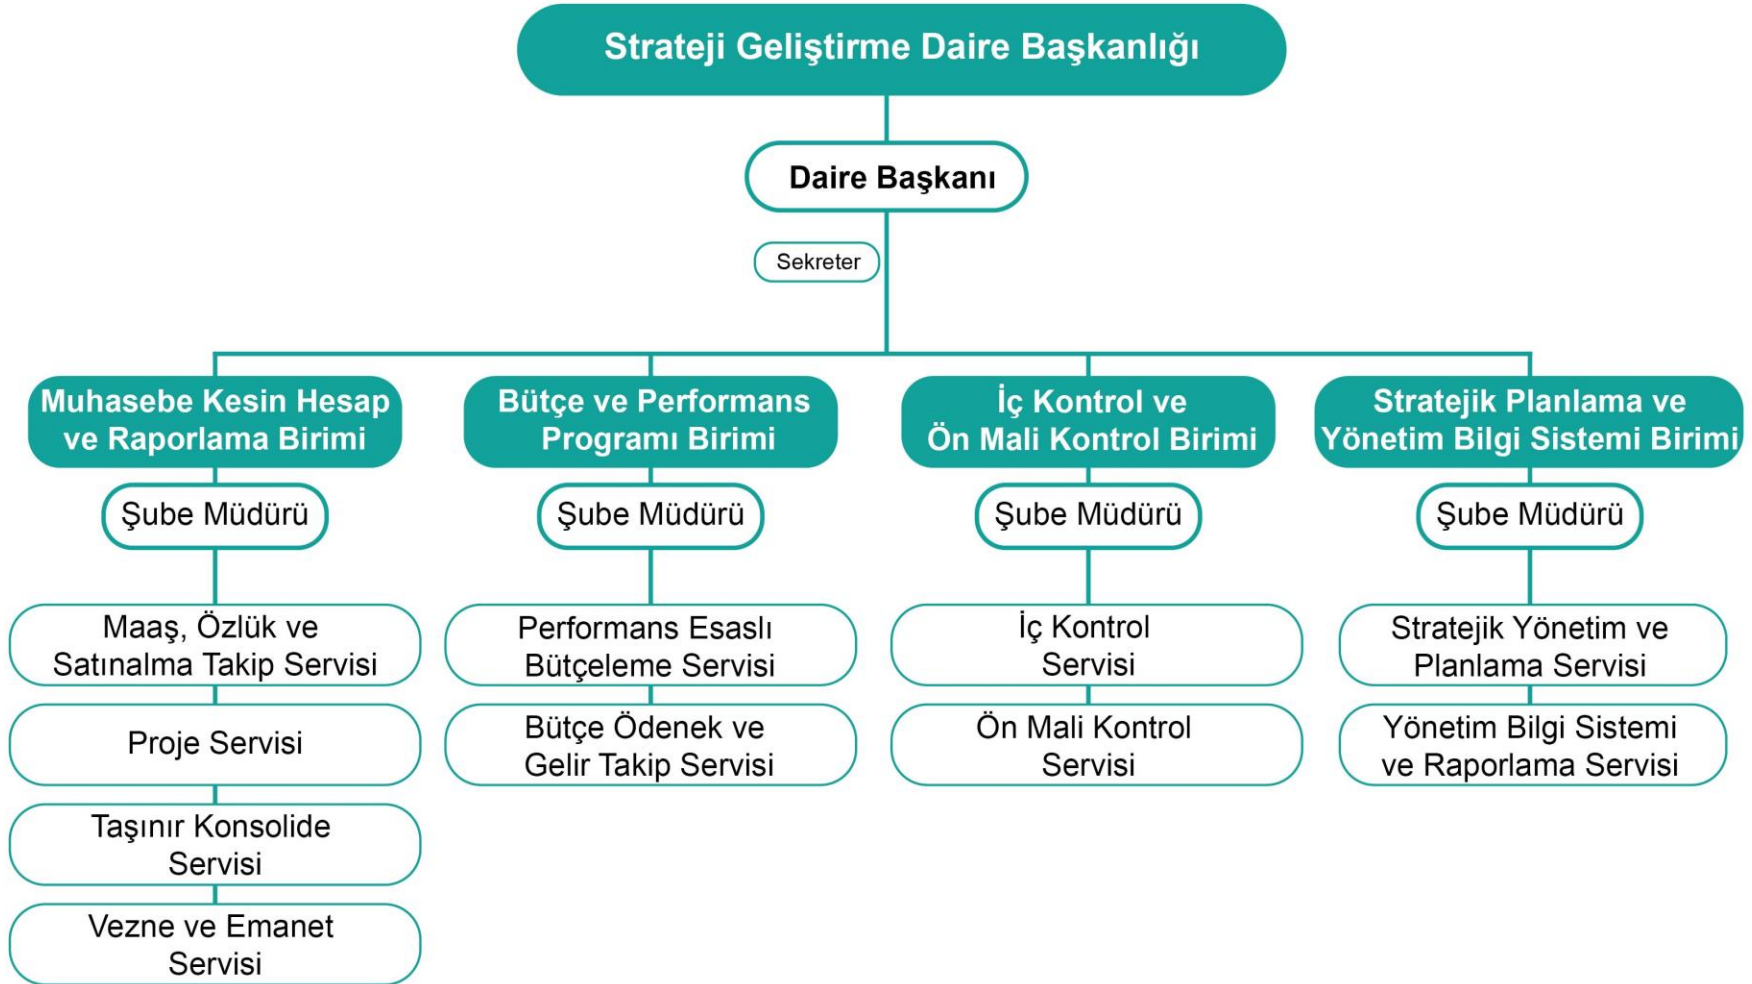 Strateji Geliştirme Daire Başkanlığı
Daire Başkanı
Sekreter
Muhasebe Kesin Hesap
ve Raporlama Birimi
Şube Müdürü
Maaş, Özlük ve
Satınalma Takip Servisi
Proje Servisi
Taşınır Konsolide
Servisi
Vezne ve Emanet
Servisi
Bütçe ve Performans
Programı Birimi
Şube Müdürü
Performans Esaslı
Bütçeleme Servisi
Bütçe Ödenek ve
Gelir Takip Servisi
İç Kontrol ve
Ön Mali Kontrol Birimi
Şube Müdürü
İç Kontrol
Servisi
Ön Mali Kontrol
Servisi
Stratejik Planlama ve
Yönetim Bilgi Sistemi Birimi
Şube Müdürü
Stratejik Yönetim ve
Planlama Servisi
Yönetim Bilgi Sistemi
ve Raporlama Servisi